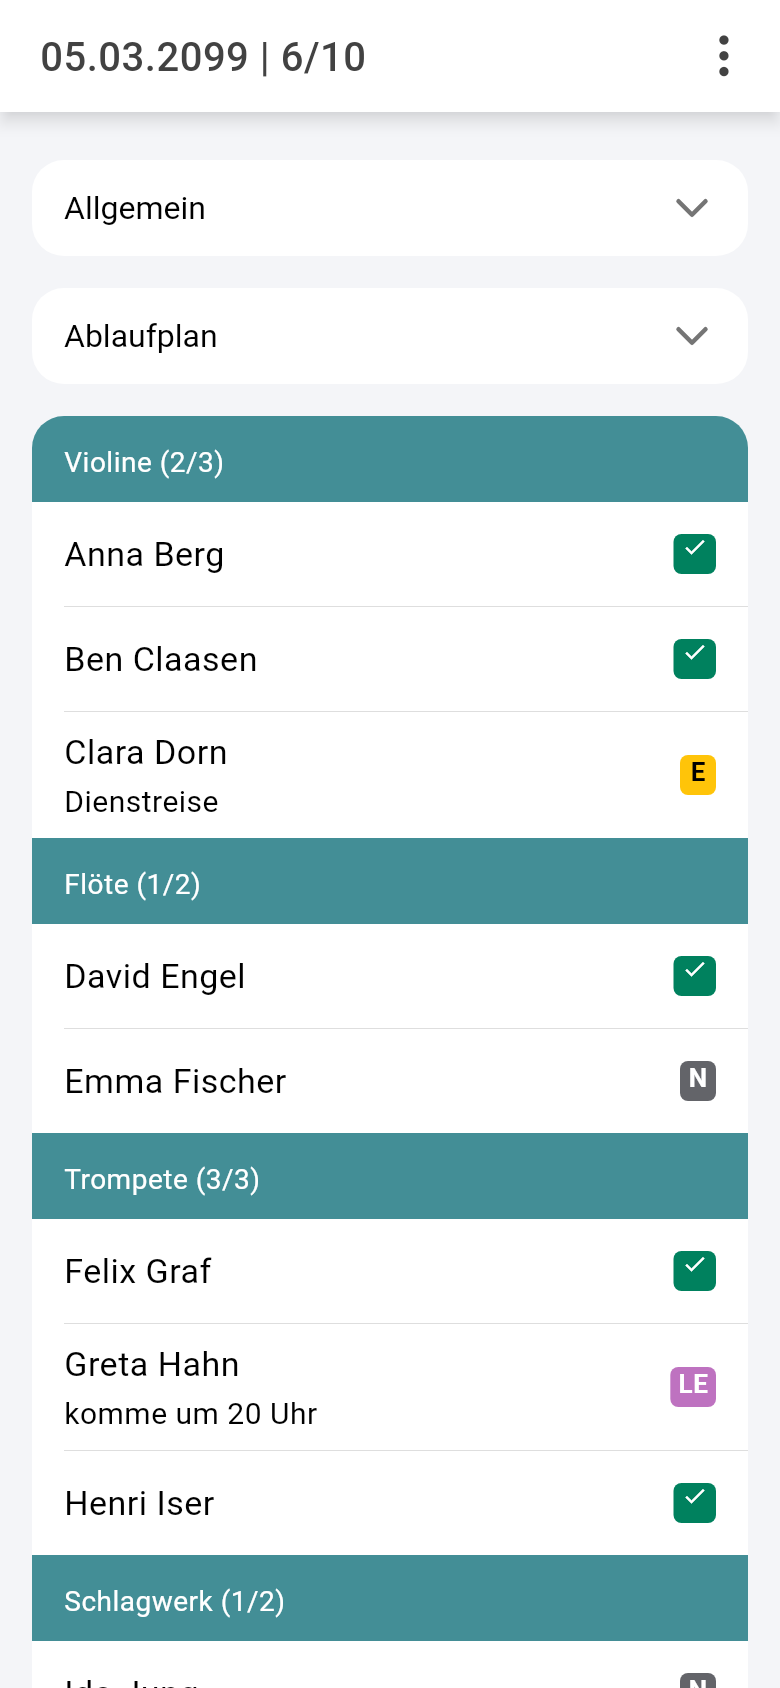 05.03.2099 | 6/10
Allgemein
Ablaufplan
Violine (2/3)
Anna Berg
Ben Claasen
Clara Dorn
E
Dienstreise
Flöte (1/2)
David Engel
Emma Fischer
N
Trompete (3/3)
Felix Graf
Greta Hahn
LE
komme um 20 Uhr
Henri Iser
Schlagwerk (1/2)